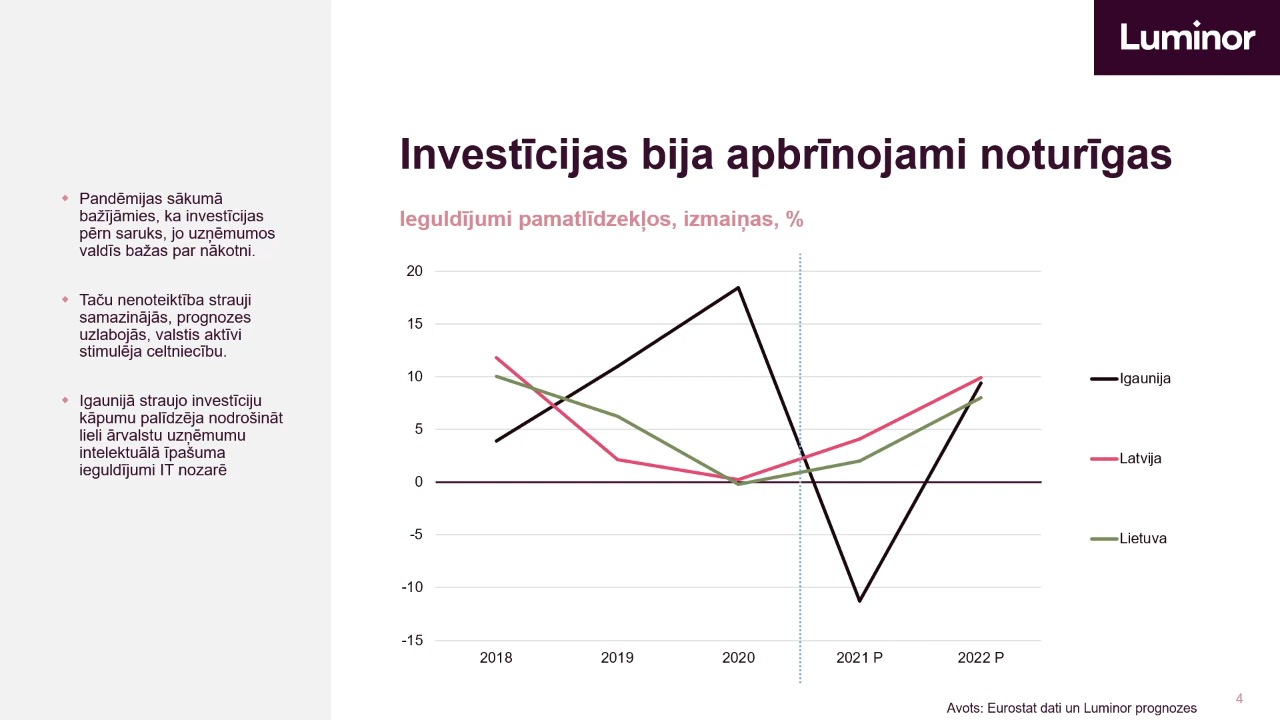 Luminor
Investīcijas bija apbrīnojami noturīgas
Pandēmijas sākumā
bažījāmies, ka investīcijas
pērn saruks, jo uzņēmumos
valdīs bažas par nākotni.
Taču nenoteiktība strauji
samazinājās, prognozes
uzlabojās, valstis aktīvi
stimulēja celtniecību.
Igaunijā straujo investīciju
kāpumu palīdzēja nodrošināt
lieli ārvalstu uzņēmumu
intelektuālā īpašuma
ieguldījumi IT nozarē
Ieguldījumi pamatlīdzekļos, izmaiņas, %
20
15
10
5
0
-5
-10
-15
2018 2019 2020 2021 P 2022 P
Igaunija
Latvija
Lietuva
Avots: Eurostat dati un Luminor prognozes
4